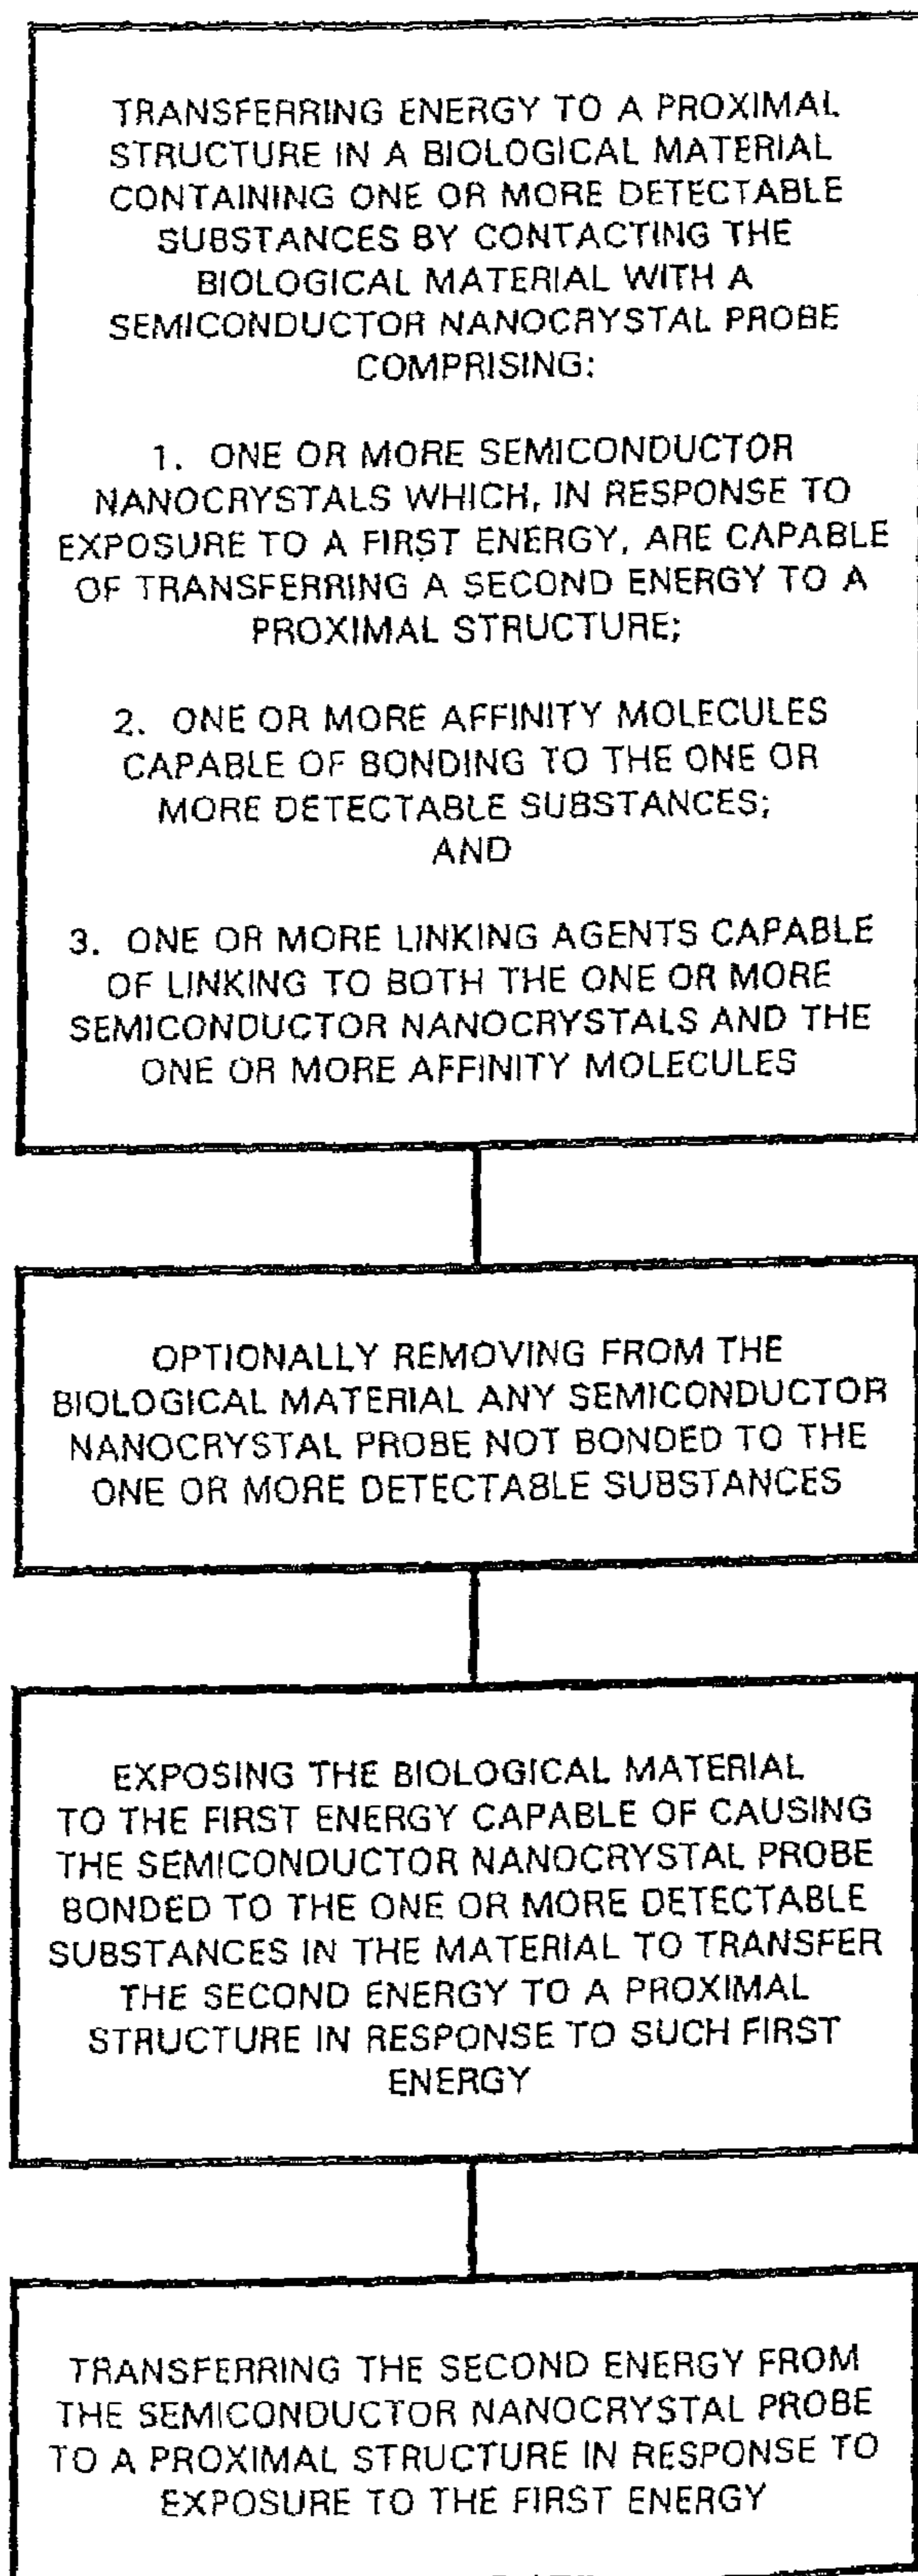 TRANSFERRING ENERGY TO A PROXIMAL
STRUCTURE IN A BIOLOGICAL MATERIAL
CONTAINING ONE OR MORE DETECTABLE
SUBSTANCES BY CONTACTING THE
BIOLOGICAL MATERIAL WITH A
SEMICONDUCTOR NANOCRYSTAL PROBE
COMPRISING:
1. ONE OR MORE SEMICONDUCTOR
NANOCRYSTALS WHICH, IN RESPONSE TO
EXPOSURE TO A FIRST ENERGY, ARE CAPABLE
OF TRANSFERRING A SECOND ENERGY TO A
PROXIMAL STRUCTURE;
2. ONE OR MORE AFFINITY MOLECULES
CAPABLE OF BONDING TO THE ONE OR
MORE DETECTABLE SUBSTANCES;
AND
3. ONE OR MORE LINKING AGENTS CAPABLE
OF LINKING TO BOTH THE ONE OR MORE
SEMICONDUCTOR NANOCRYSTALS AND THE
ONE OR MORE AFFINITY MOLECULES
OPTIONALLY REMOVING FROM THE
BIOLOGICAL MATERIAL ANY SEMICONDUCTOR
NANOCRYSTAL PROBE NOT BONDED TO THE
ONE OR MORE DETECTABLE SUBSTANCES
EXPOSING THE BIOLOGICAL MATERIAL
TO THE FIRST ENERGY CAPABLE OF CAUSING
THE SEMICONDUCTOR NANOCRYSTAL PROBE
BONDED TO THE ONE OR MORE DETECTABLE
SUBSTANCES IN THE MATERIAL TO TRANSFER
THE SECOND ENERGY TO A PROXIMAL
STRUCTURE IN RESPONSE TO SUCH FIRST
ENERGY
TRANSFERRING THE SECOND ENERGY FROM
THE SEMICONDUCTOR NANOCRYSTAL PROBE
TO A PROXIMAL STRUCTURE IN RESPONSE TO
EXPOSURE TO THE FIRST ENERGY